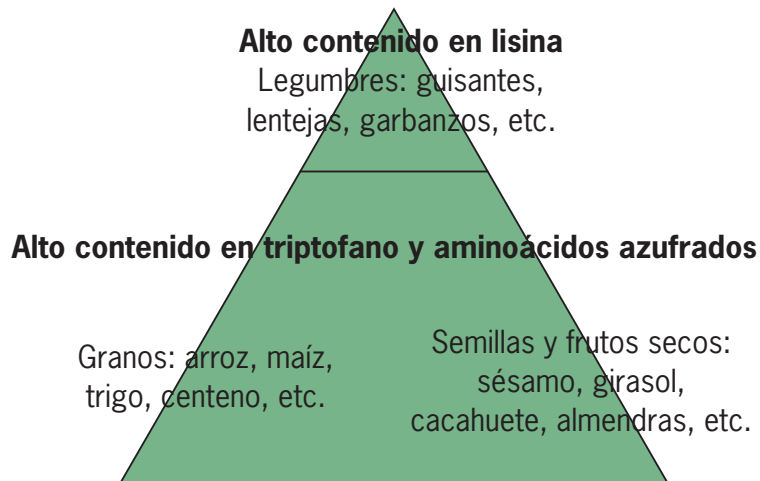 Alto contenido en lisina
Legumbres: guisantes,
lentejas, garbanzos, etc.
Alto contenido en triptofano y aminoácidos azufrados
Granos: arroz, maíz,
trigo, centeno, etc.
Semillas y frutos secos:
sésamo, girasol,
cacahuete, almendras, etc.